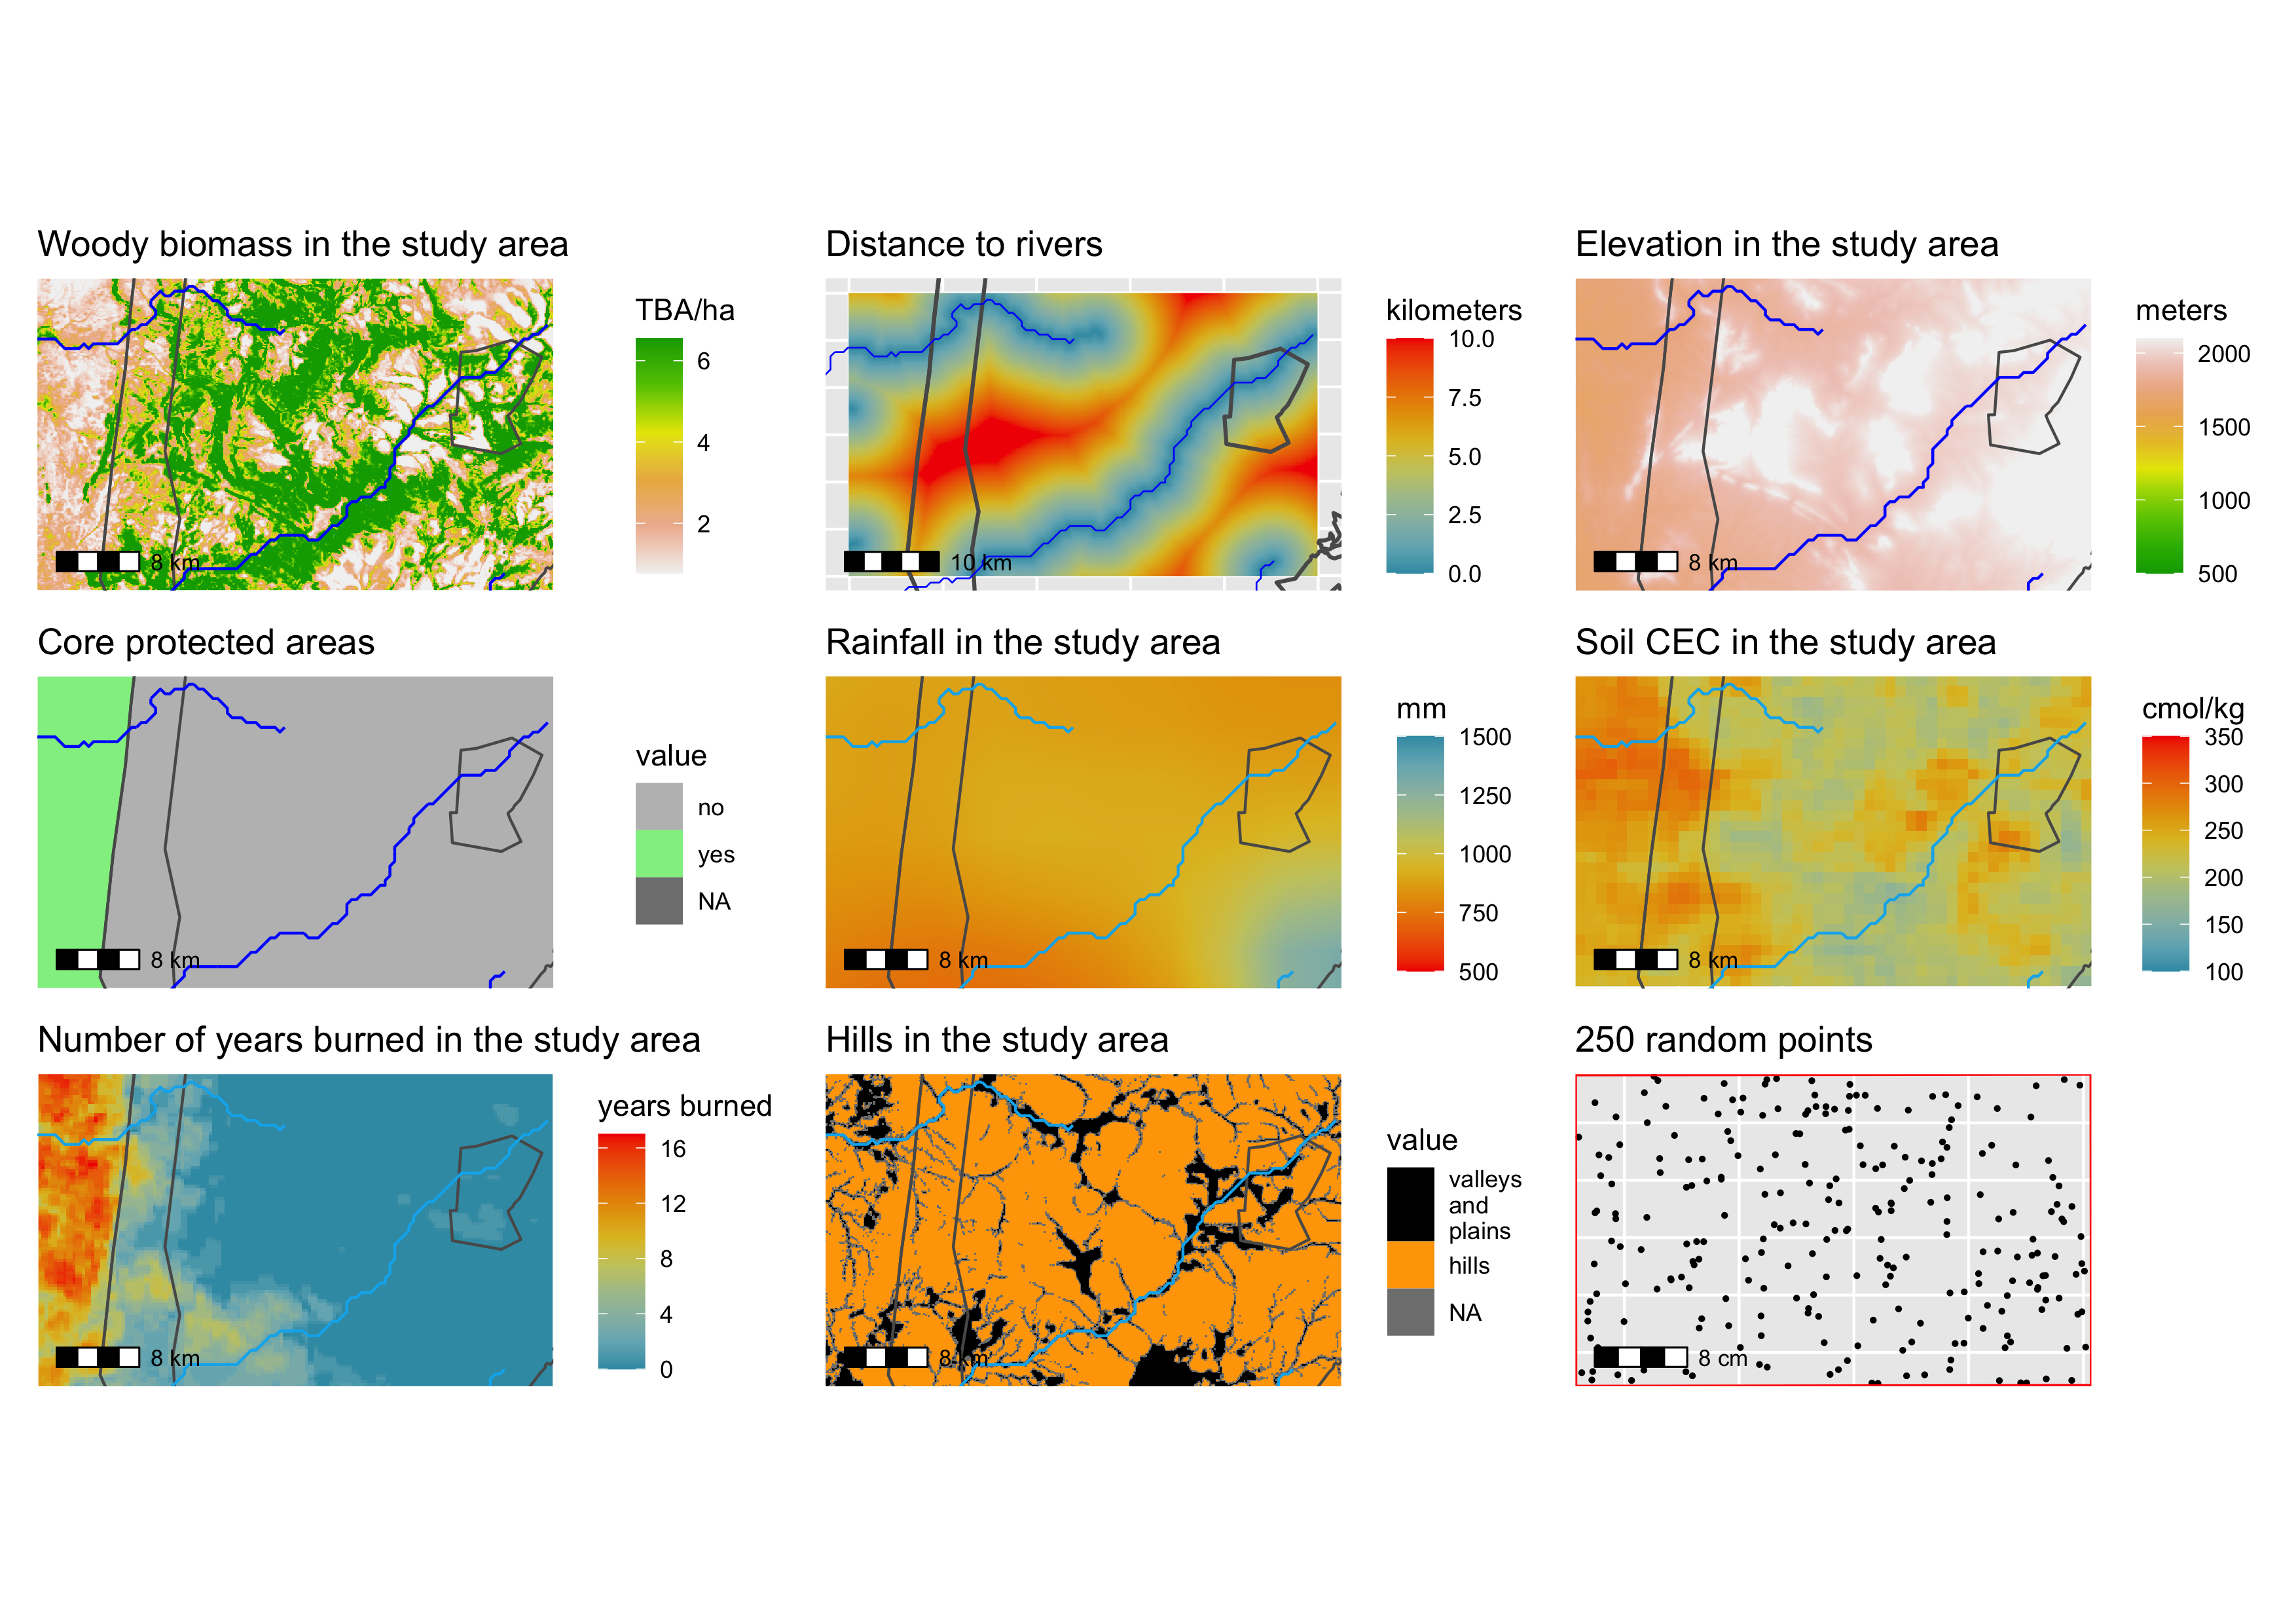 Woody biomass in the study area
TBA/ha
6
4
2
8 km
Distance to rivers
kilometers
10.0
7.5
5.0
2.5
0.0
10 km
Elevation in the study area
meters
2000
1500
1000
500
8 km
Core protected areas
value
no
yes
NA
8 km
Rainfall in the study area
mm
1500
1250
1000
750
500
8 km
Soil CEC in the study area
cmol/kg
350
300
250
200
150
100
8 km
Number of years burned in the study area
years burned
16
12
8
4
0
8 km
Hills in the study area
value
valleys
and
plains
hills
NA
8 km
250 random points
8 cm